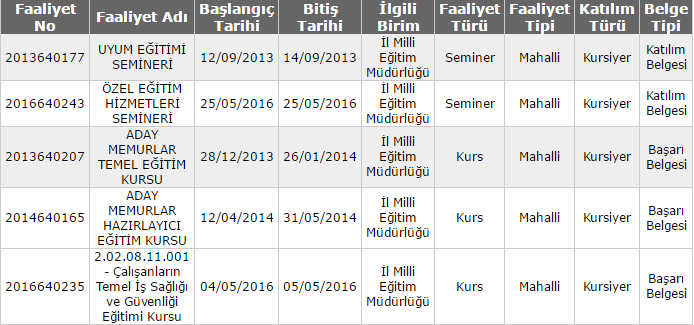 Faaliyet No Faaliyet Adı Başlangıç Tarihi Bitiş Tarihi İlgili Birim Faaliyet Türü Faaliyet Tipi Katılım Türü Belge Tipi
2013640177 UYUM EĞİTİMİ SEMİNERİ 12/09/2013 14/09/2013 İl Milli Eğitim Müdürlüğü Seminer Mahalli Kursiyer Katılım Belgesi
2016640243 ÖZEL EĞİTİM HİZMETLERİ SEMİNERİ 25/05/2016 25/05/2016 İl Milli Eğitim Müdürlüğü Seminer Mahalli Kursiyer Katılım Belgesi
2013640207 ADAY MEMURLAR TEMEL EĞİTİM KURSU 28/12/2013 26/01/2014 İl Milli Eğitim Müdürlüğü Kurs Mahalli Kursiyer Başarı Belgesi
2014640165 ADAY MEMURLAR HAZIRLAYICI EĞİTİM KURSU 12/04/2014 31/05/2014 İl Milli Eğitim Müdürlüğü Kurs Mahalli Kursiyer Başarı Belgesi
2016640235 2.02.08.11.001 - Çalışanların Temel İş Sağlığı ve Güvenliği Eğitimi Kursu 04/05/2016 05/05/2016 İl Milli Eğitim Müdürlüğü Kurs Mahalli Kursiyer Başarı Belgesi